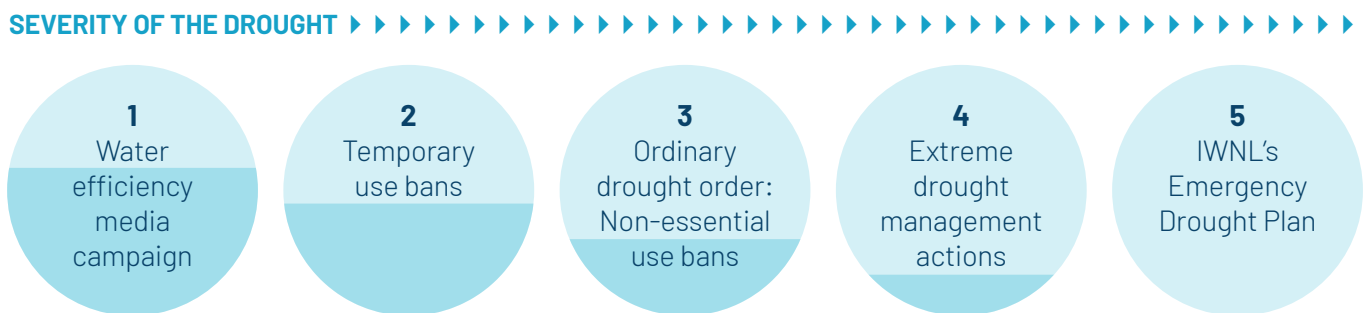 SEVERITY OF THE DROUGHT
1
Water
efficiency
media
campaign
2
Temporary
use bans
3
Ordinary
drought order:
Non-essential
use bans
4
Extreme
drought
management
actions
5
IWNL's
Emergency
Drought Plan